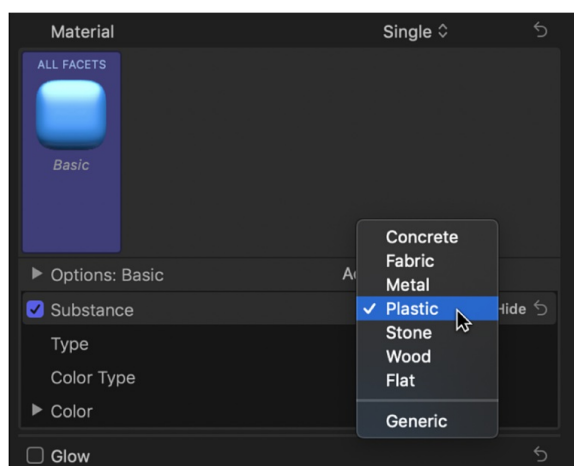 Material Single
ALL FACETS
Basic
Options: Basic
Substance
Type
Color Type
Color
Glow
Concrete
Fabric
Metal
Plastic
Stone
Wood
Flat
Generic